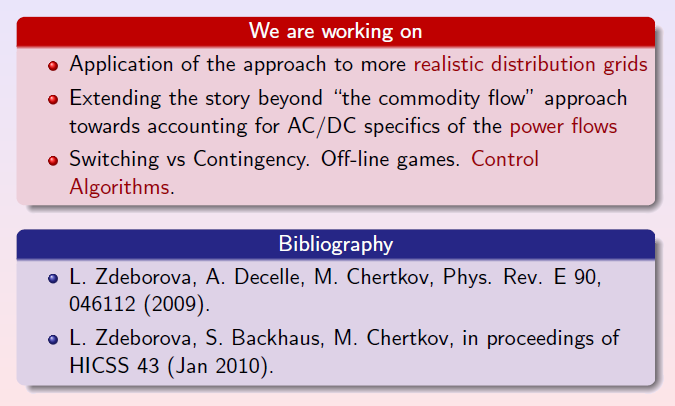 We are working on
Application of the approach to more realistic distribution grids
Extending the story beyond “the commodity flow” approach
towards accounting for AC/DC specifics of the power flows
Switching vs Contingency. Off-line games. Control
Algorithms.
Bibliography
L. Zdeborova, A. Decelle, M. Chertkov, Phys. Rev. E 90,
046112 (2009).
L. Zdeborova, S. Backhaus, M. Chertkov, in proceedings of
HICSS 43 (Jan 2010).